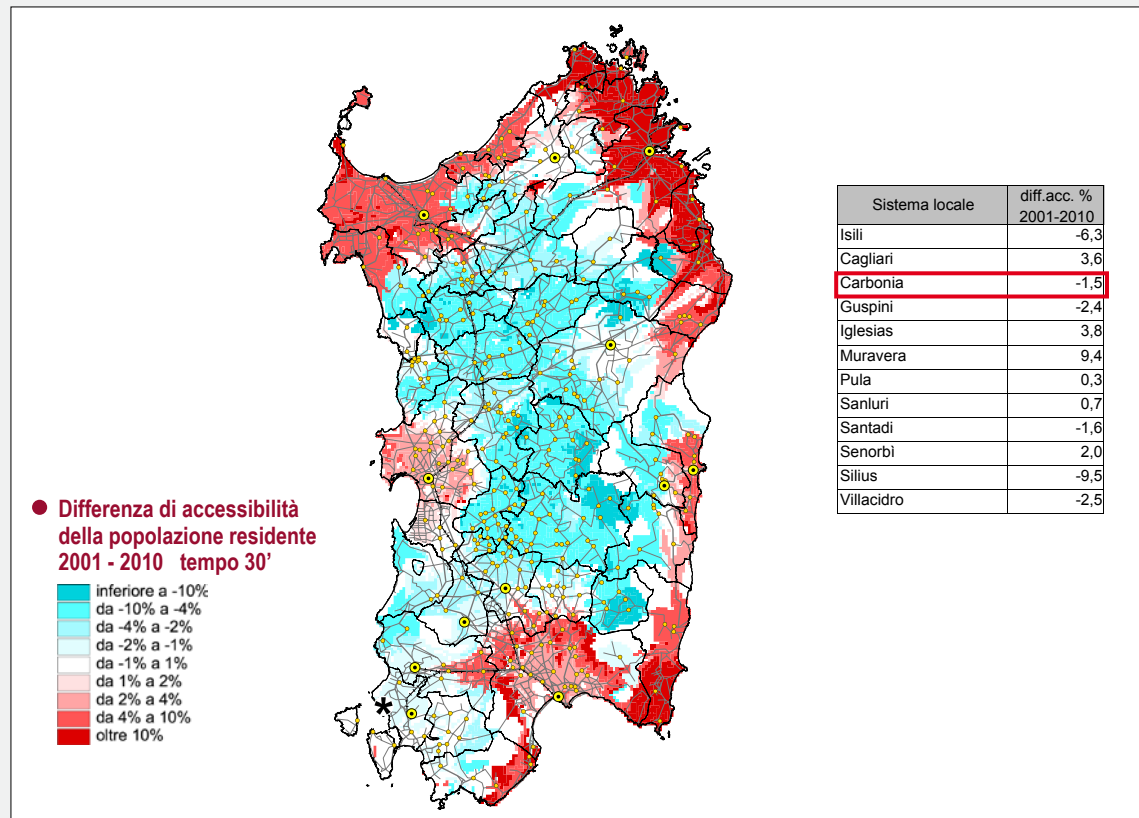 Sistema locale diff.acc. %
2001-2010
Isili -6,3
Cagliari 3,6
Carbonia -1,5
Guspini -2,4
Iglesias 3,8
Muravera 9,4
Pula 0,3
Sanluri 0,7
Santadi -1,6
Senorbì 2,0
Silius -9,5
Villacidro -2,5
● Differenza di accessibilità
della popolazione residente
2001 - 2010 tempo 30'
inferiore a -10%
da -10% a -4%
da -4% a -2%
da -2% a -1%
da -1% a 1%
da 1% a 2%
da 2% a 4%
da 4% a 10%
oltre 10%
*